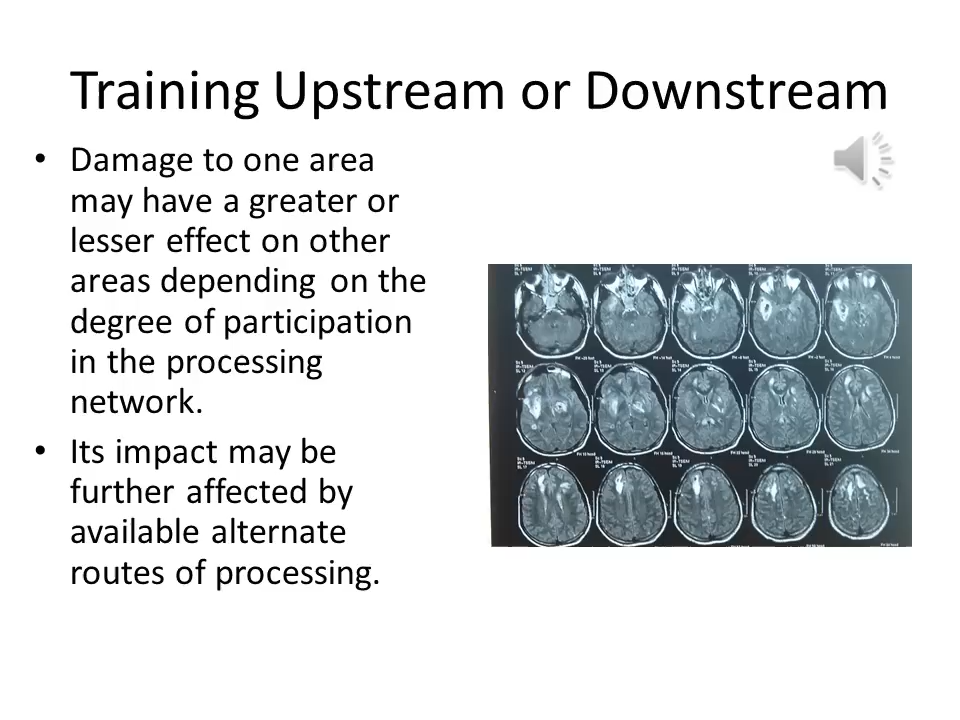 Training Upstream or Downstream
• Damage to one area
may have a greater or
lesser effect on other
areas depending on the
degree of participation
in the processing
network.
• Its impact may be
further affected by
available alternate
routes of processing.